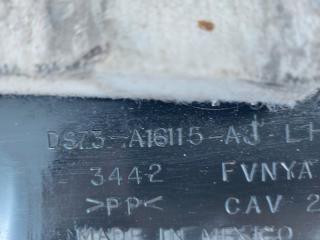 DS73-A16115-AJ LH
3442 FVNYA
>PP< CAV 2
MADE IN MEXICO